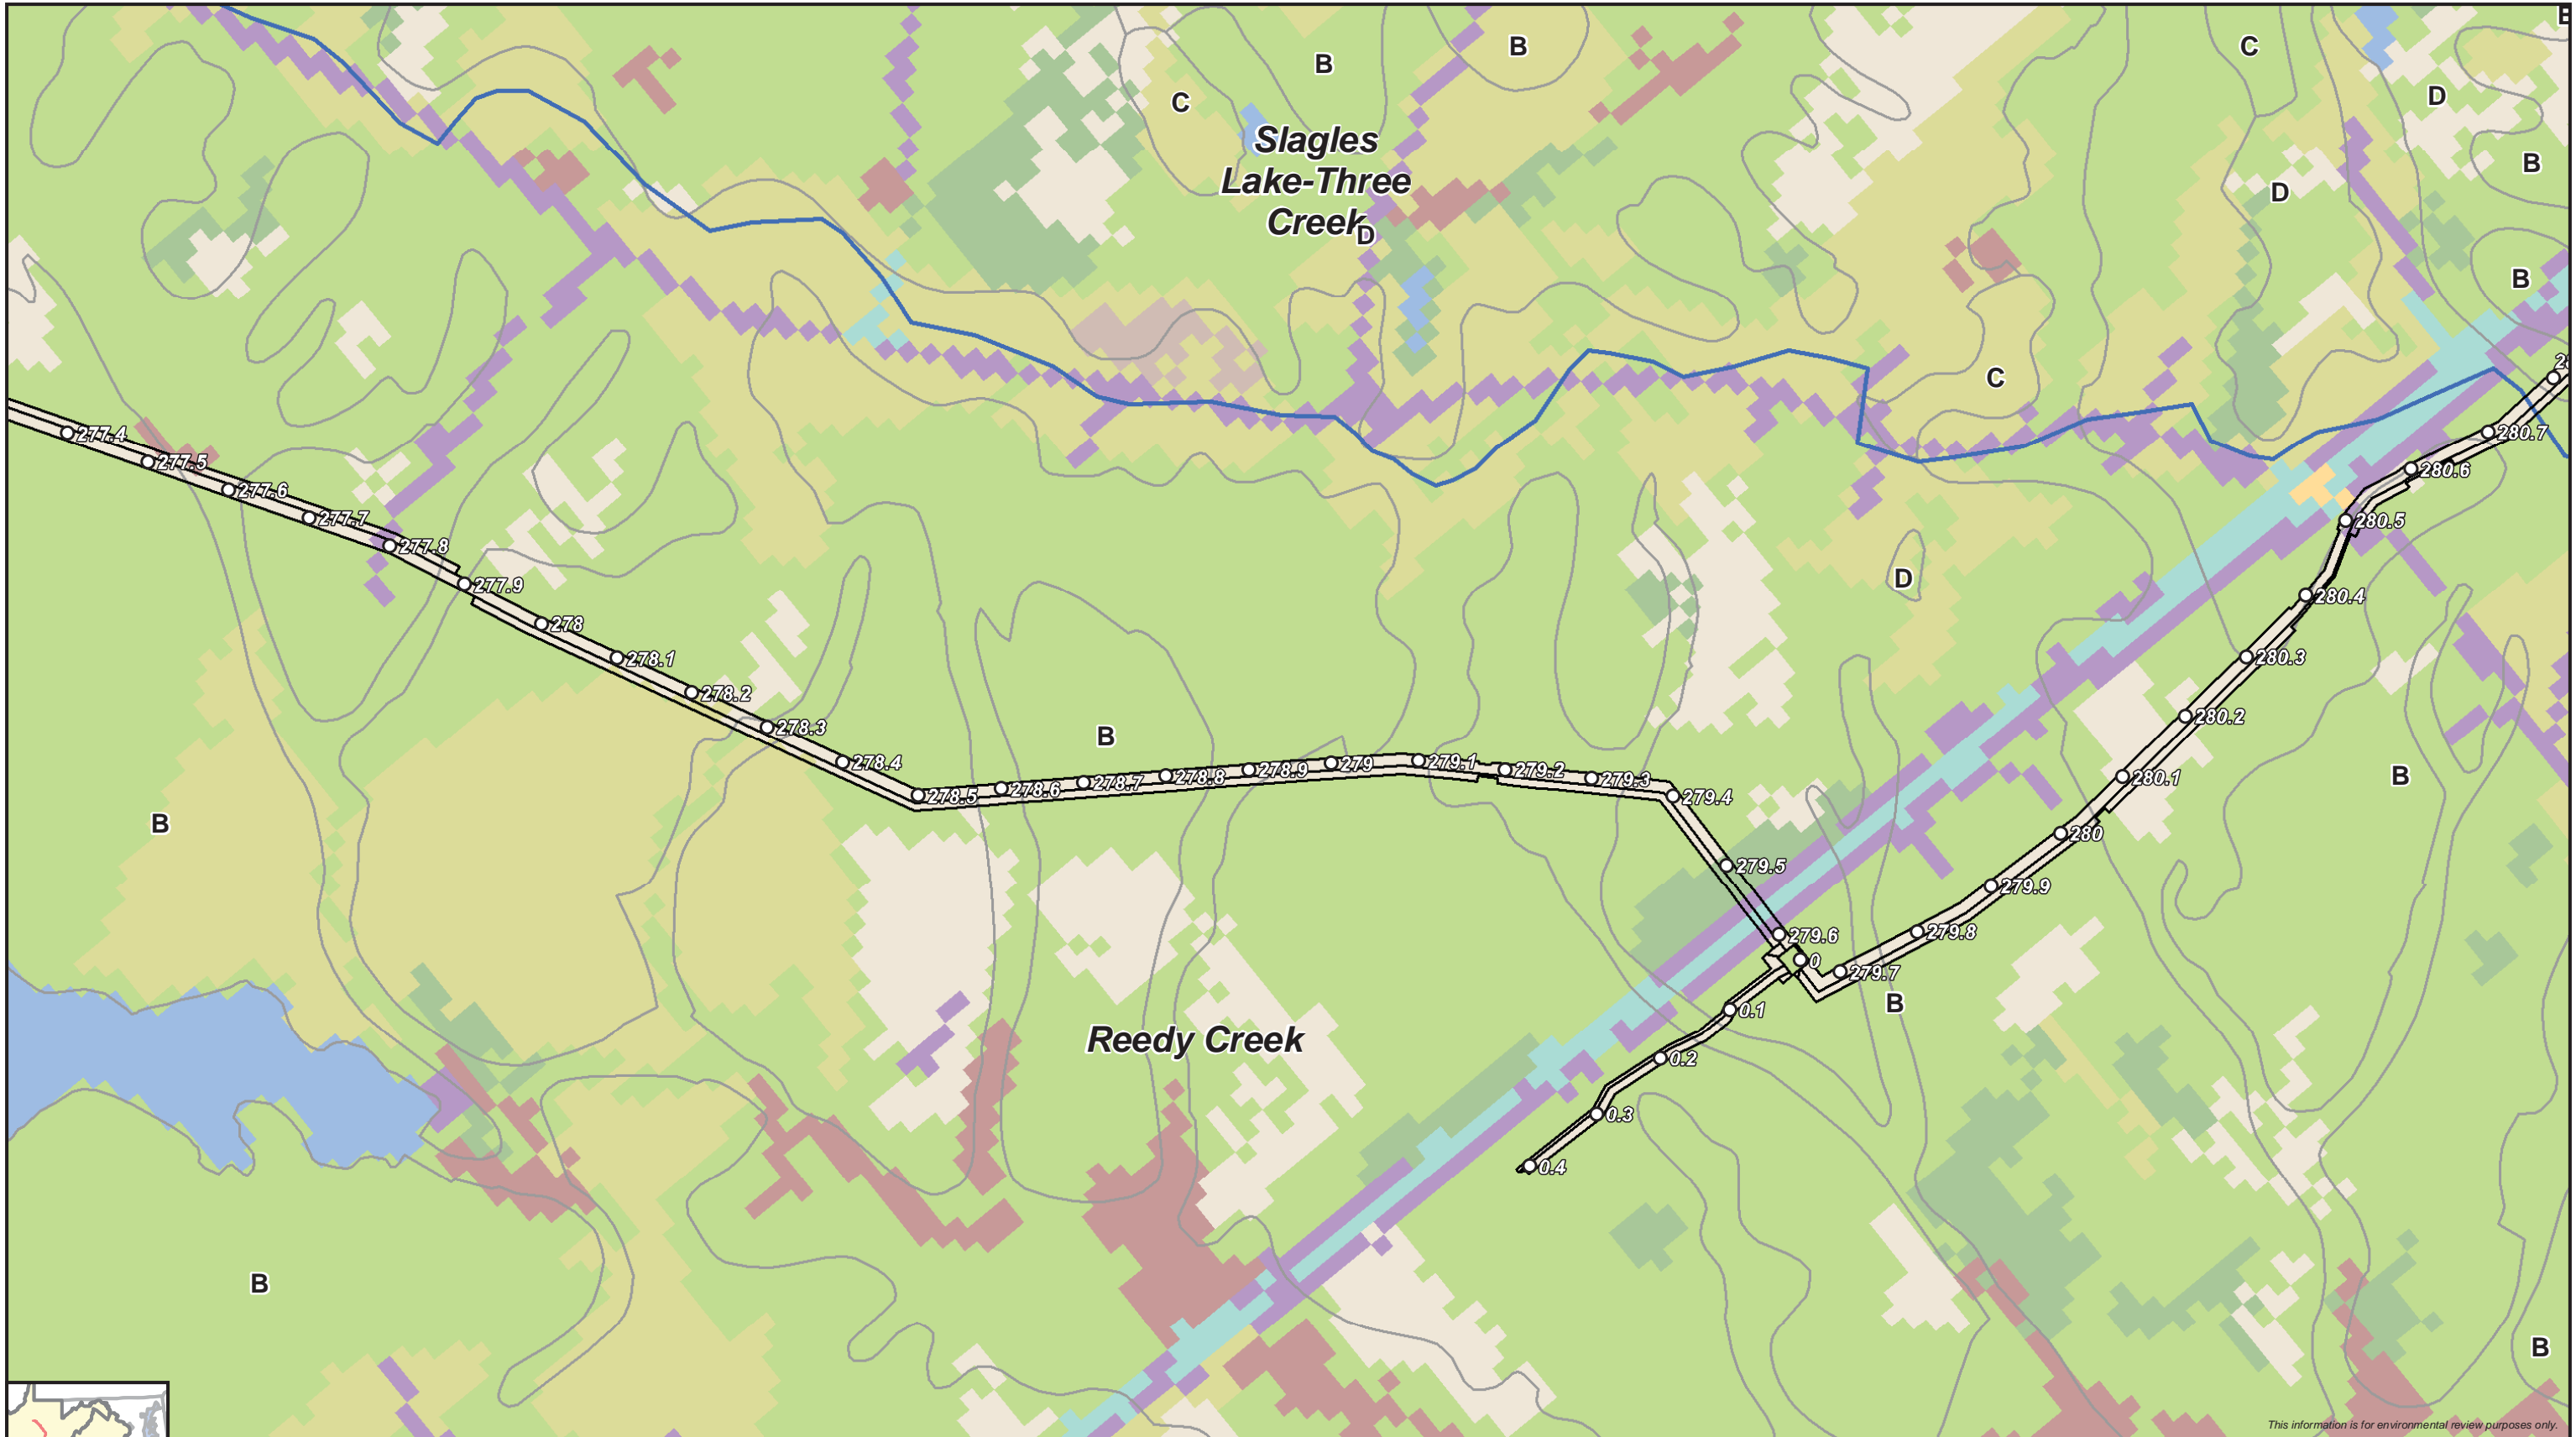 B
C
B
B
C
D
Slagles
Lake-Three
Creek
D
B
D
B
C
D
277.4
277.5
277.6
277.7
277.8
277.9
278
278.1
278.2
278.3
278.4
278.5
278.6
278.7
278.8
278.9
279
279.1
279.2
279.3
279.4
279.5
279.6
0
279.7
279.8
279.9
280
280.1
280.2
280.3
280.4
280.5
280.6
280.7
B
B
B
B
0.1
0.2
0.3
0.4
Reedy Creek
B
B
This information is for environmental review purposes only.